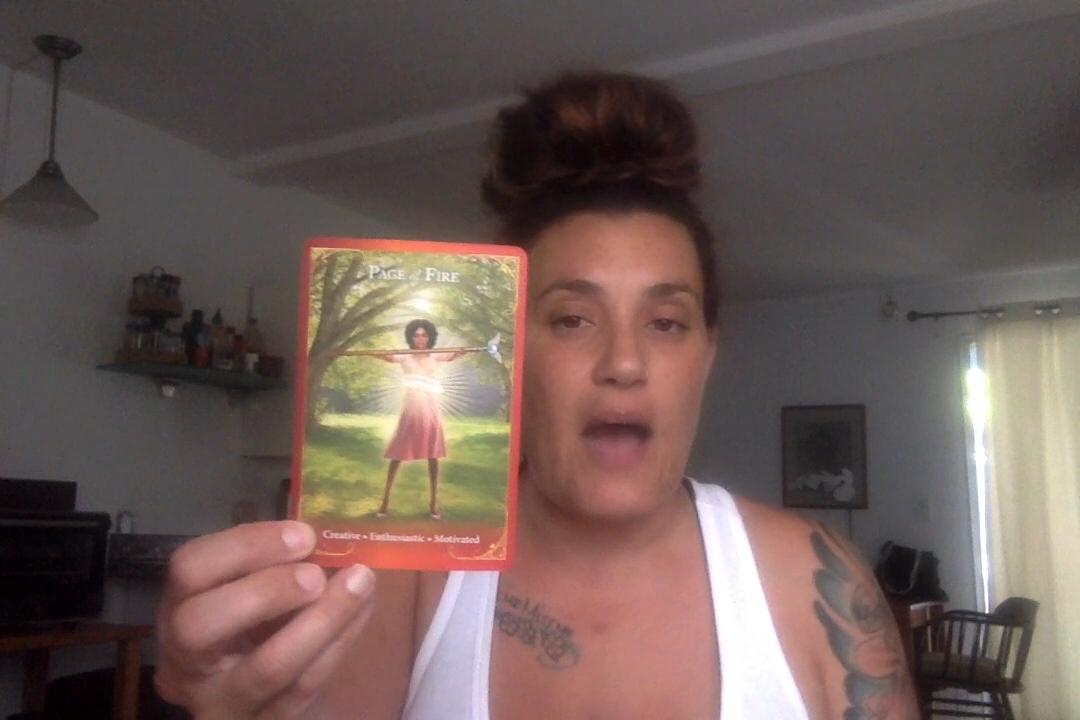 PAGE of FIRE
Creative • Enthusiastic • Motivated